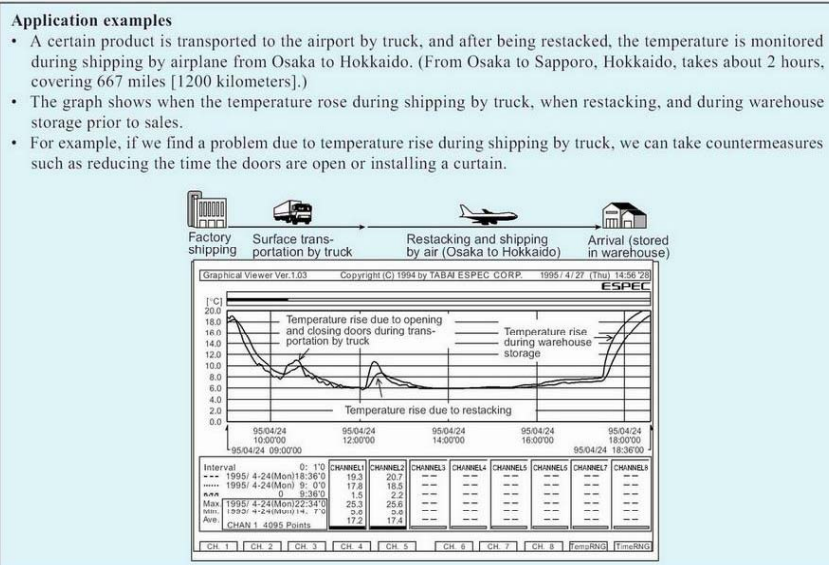 Application examples
• A certain product is transported to the airport by truck, and after being restacked, the temperature is monitored
during shipping by airplane from Osaka to Hokkaido. (From Osaka to Sapporo, Hokkaido, takes about 2 hours,
covering 667 miles [1200 kilometers].)
• The graph shows when the temperature rose during shipping by truck, when restacking, and during warehouse
storage prior to sales.
• For example, if we find a problem due to temperature rise during shipping by truck, we can take countermeasures
such as reducing the time the doors are open or installing a curtain.
Factory
shipping
Surface trans-
portation by truck
Restacking and shipping
by air (Osaka to Hokkaido)
Arrival (stored
in warehouse)
Graphical Viewer Ver.1.03 Copyright (C) 1994 by TABAI ESPEC CORP. 1995/ 4/ 27 (Thu) 14:56'28
ESPEC
[°C]
20.0
18.0
16.0
14.0
12.0
10.0
8.0
6.0
4.0
2.0
0.0
Temperature rise due to opening
and closing doors during trans-
portation by truck
Temperature rise
during warehouse
storage
Temperature rise due to restacking
95/04/24 95/04/24 95/04/24 95/04/24 95/04/24
10:00'00 12:00'00 14:00'00 16:00'00 18:00'00
95/04/24 09:00'00 95/04/24 18:36'00
Interval 0: 1'0 CHANNEL1 CHANNEL2 CHANNEL3 CHANNEL4 CHANNEL5 CHANNEL6 CHANNEL7 CHANNEL8
--- 1995/ 4-24(Mon)18:36'0 19.3 20.7 -- -- -- -- -- --
...... 1995/ 4-24(Mon) 9: 0'0 17.8 18.5 -- -- -- -- -- --
0 9:36'0 1.5 2.2 -- -- -- -- -- --
Max. 1995/ 4-24(Mon)22:34'0 25.3 25.6 -- -- -- -- -- --
Min.
Ave. 17.2 17.4 -- -- -- -- -- --
CHAN 1 4095 Points
CH. 1 CH. 2 CH. 3 CH. 4 CH. 5 CH. 6 CH. 7 CH. 8 TempRNG TimeRNG